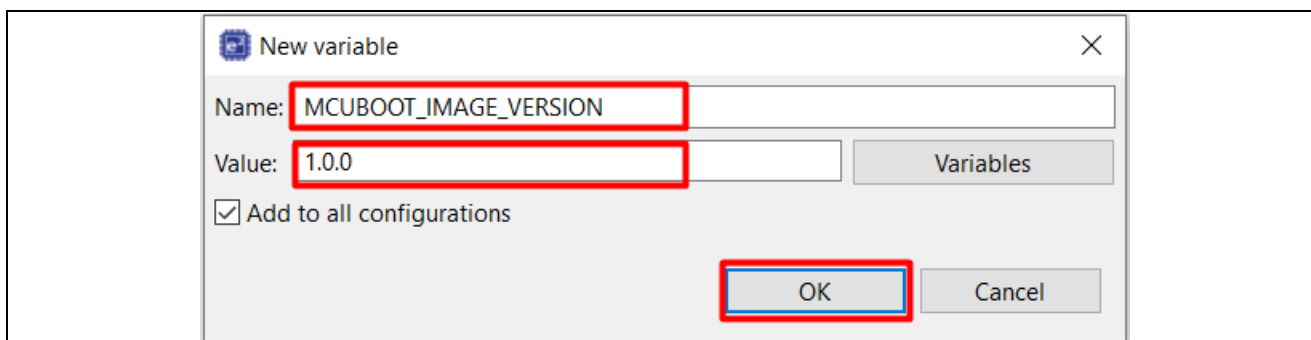 New variable
Name: MCUBOOT_IMAGE_VERSION
Value: 1.0.0 Variables
Add to all configurations
OK Cancel